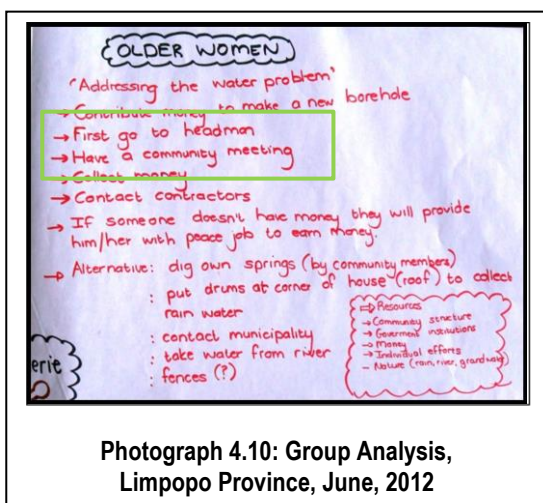 OLDER WOMEN
"Addressing the water problem"
→ Contribute money to make a new borehole
→ First go to headman
→ Have a community meeting
→ Collect money
→ Contact contractors
→ If someone doesn't have money they will provide
him/her with peace job to earn money.
→ Alternative: dig own springs (by community members)
: put drums at corner of house (roof) to collect
rain water
: contact municipality
: take water from river
: fences (?)
⇨ Resources
→ Community structure
→ Goverment institutions
→ Money
→ Individual efforts
- Nature (rain, river,
erie
Photograph 4.10: Group Analysis,
Limpopo Province, June, 2012